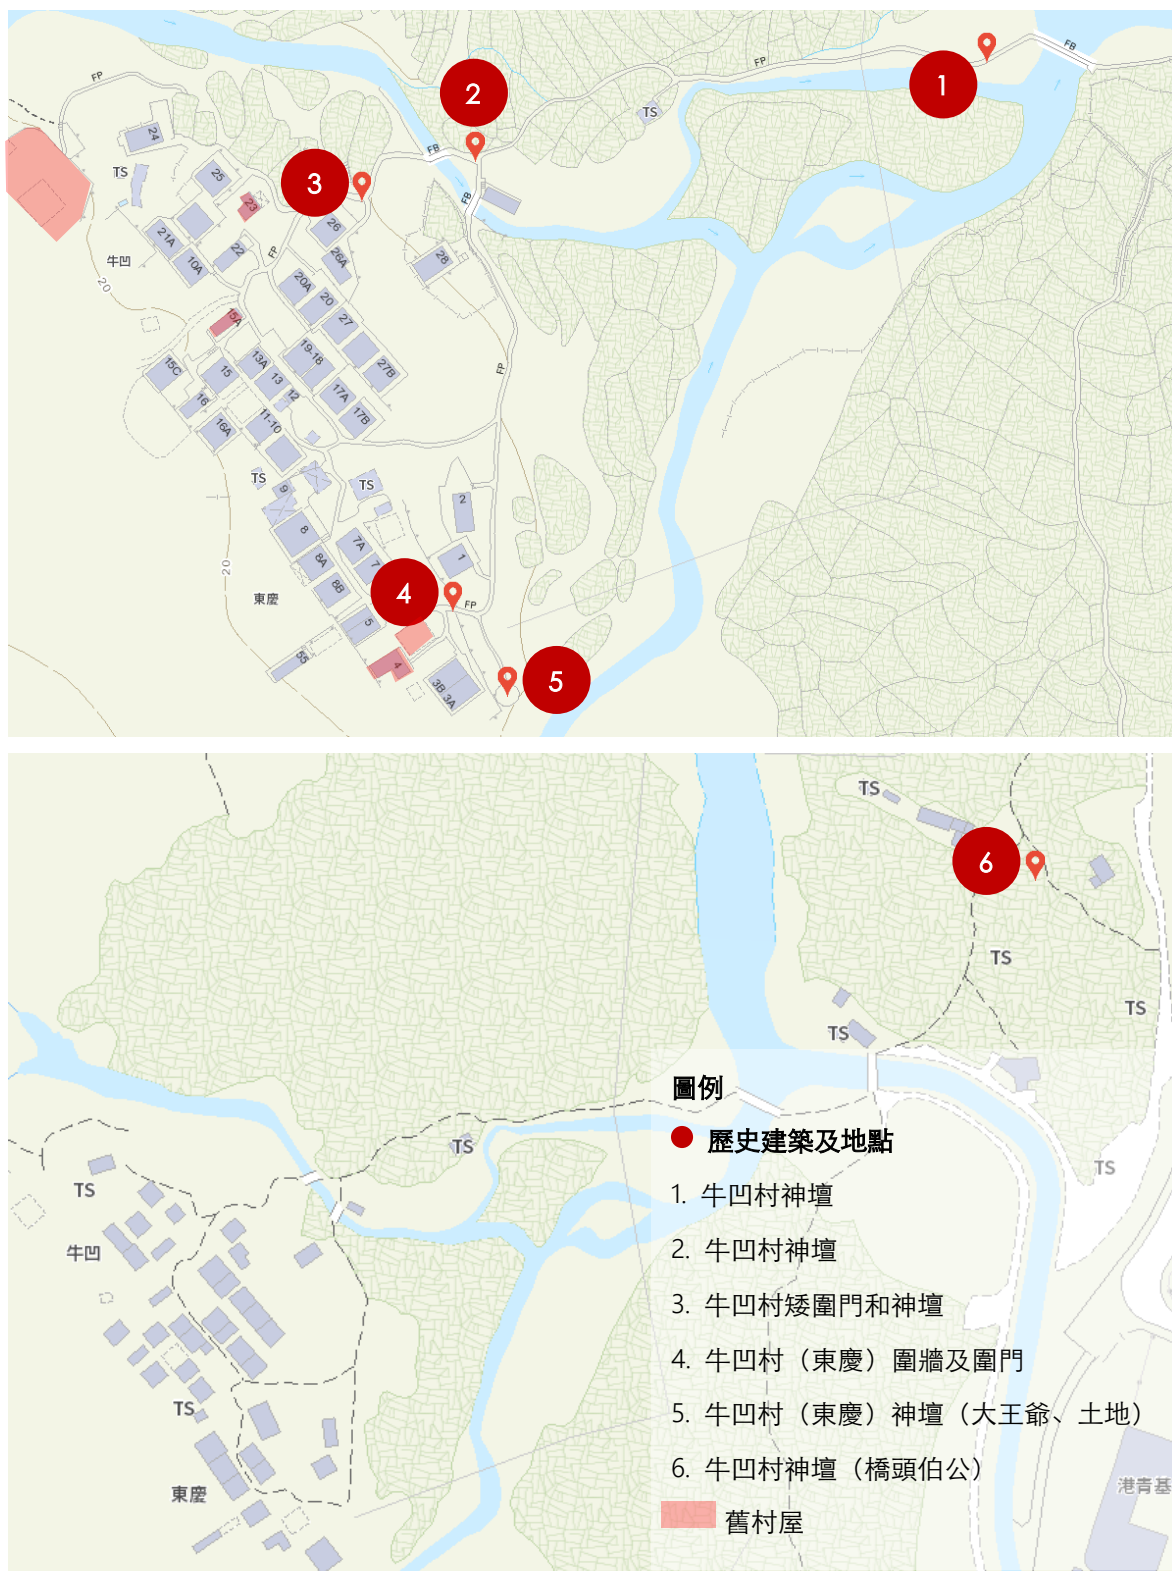 FB
1
FP
2
FP
TS
24
FB
TS
25
3
23
FB
26
21A
22
FP
28
牛凹
10A
26A
20
20A
20
15A
27
19-18
13A
15C
15
13
27B
FP
12
17A
16
17B
11-10
16A
TS
TS
9
2
8
7A
8A
7
1
20
8B
4
東慶
FP
5
55
4
3B 3A
5
TS
6
TS
TS
TS
圖例
歷史建築及地點
TS
TS
TS
1. 牛凹村神壇
牛凹
2. 牛凹村神壇
3. 牛凹村矮圍門和神壇
4. 牛凹村（東慶）圍牆及圍門
TS
5. 牛凹村（東慶）神壇（大王爺、土地）
6. 牛凹村神壇（橋頭伯公）
東慶
港青基
舊村屋